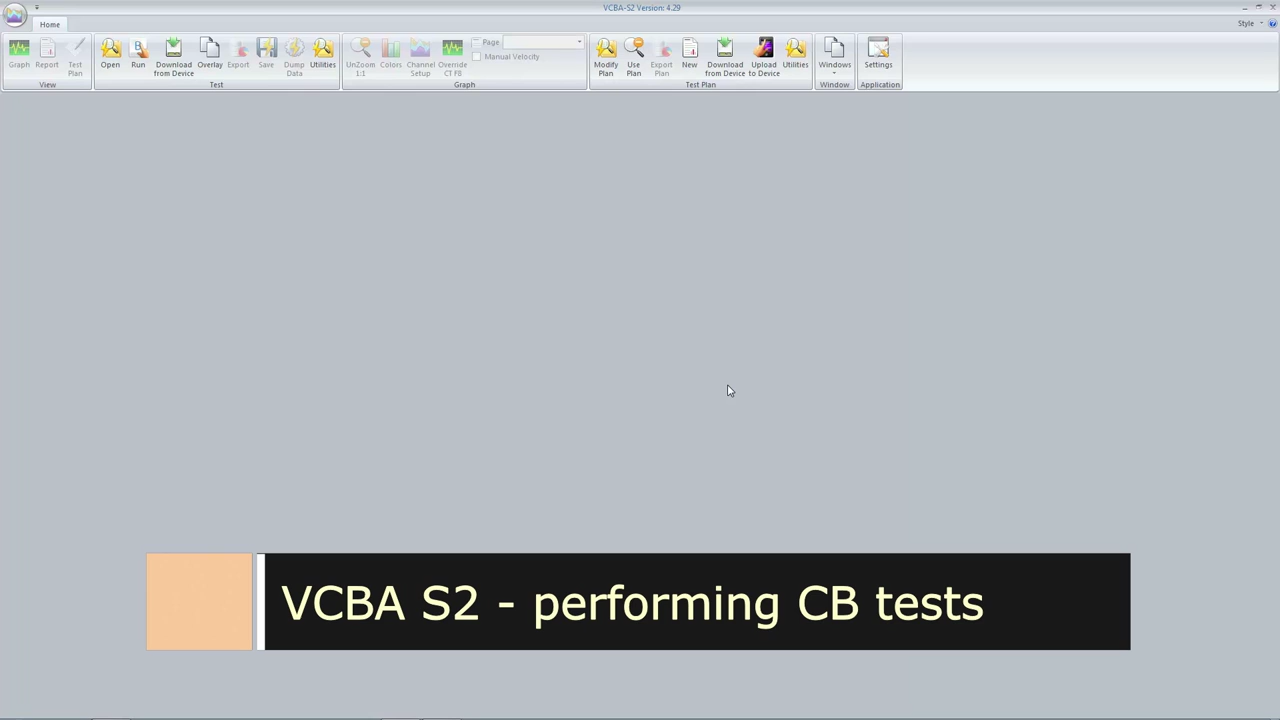 VCBA-S2 Version: 4.29
Home
Style
Graph
Report
Test
Plan
View
Open
Run
Download
from Device
Overlay
Export
Save
Dump
Data
Utilities
Test
UnZoom
1:1
Colors
Channel
Setup
Override
CT FB
Page
Manual Velocity
Graph
Modify
Plan
Use
Plan
Export
Plan
New
Download
from Device
Upload
to Device
Utilities
Test Plan
Windows
Window
Settings
Application
VCBA S2 - performing CB tests